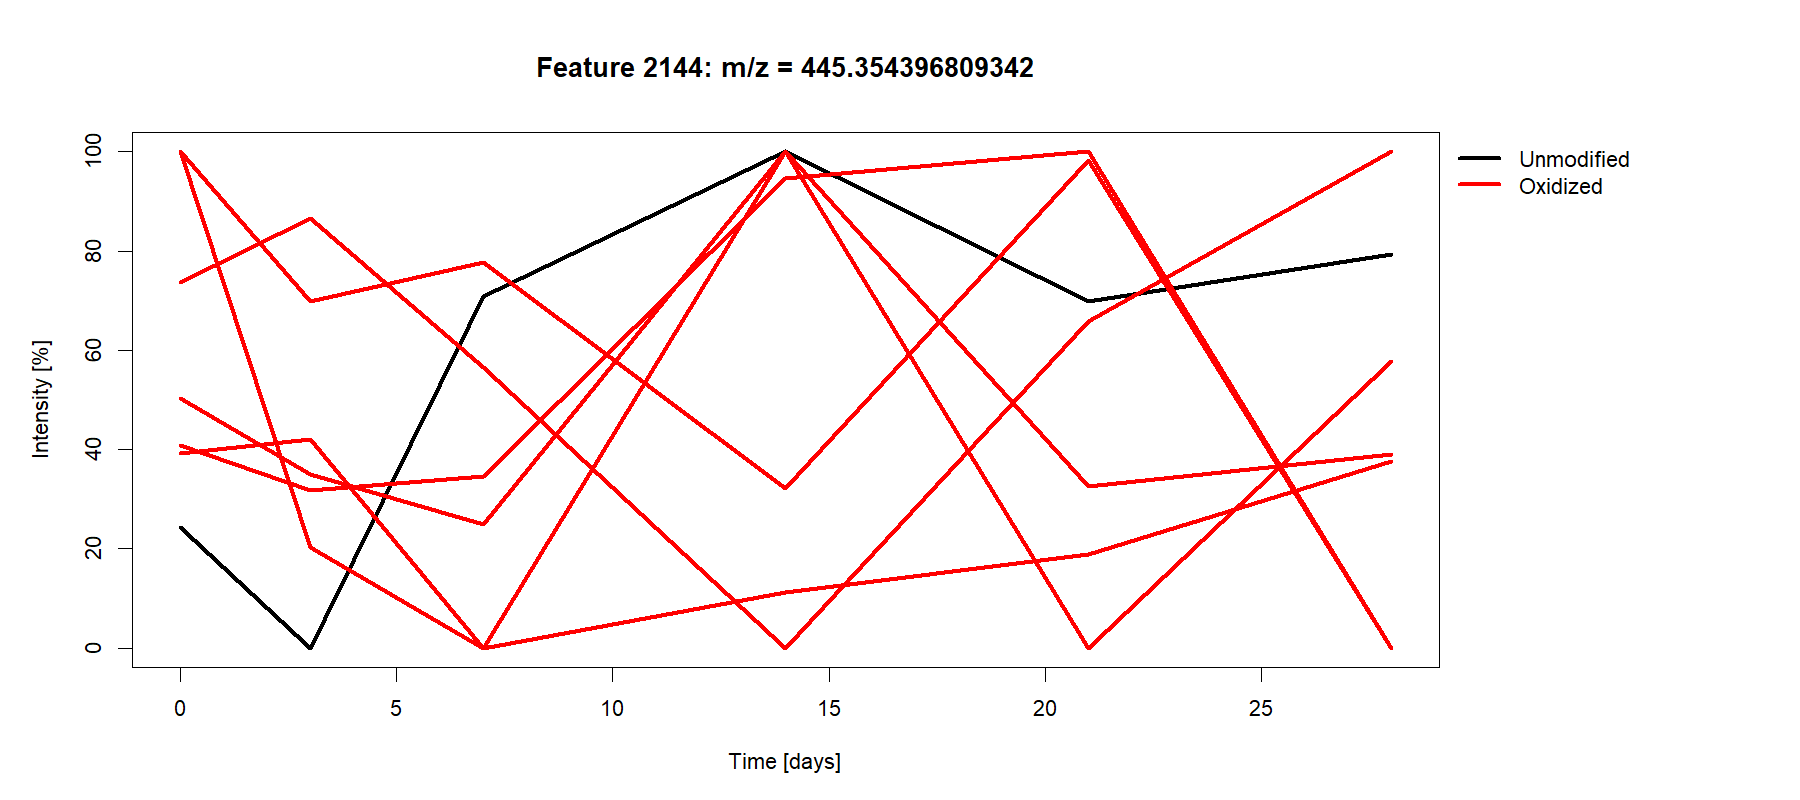 Feature 2144: m/z = 445.354396809342
Unmodified
Oxidized
Intensity [%]
100
80
60
40
20
0
0 5 10 15 20 25
Time [days]